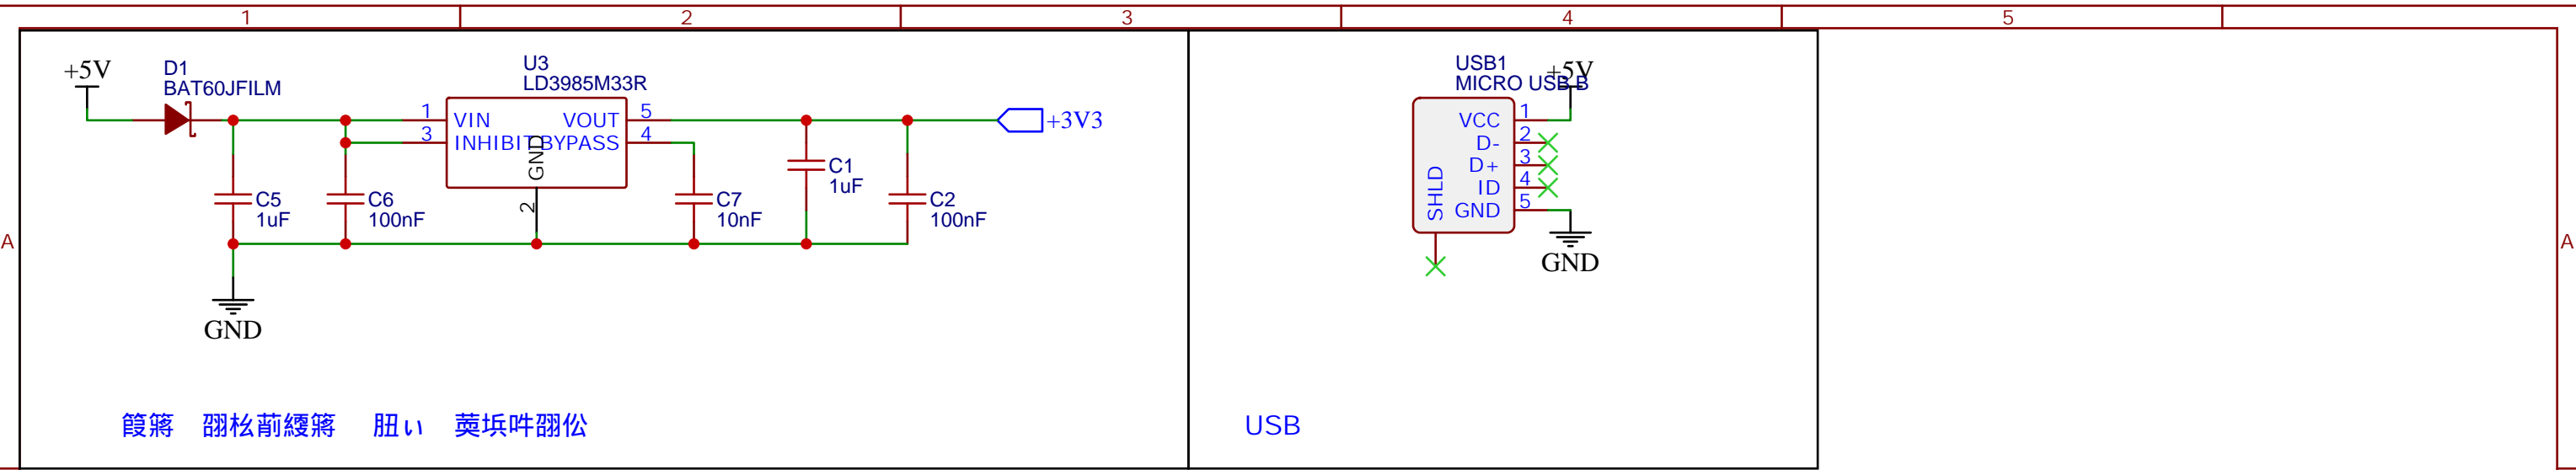 1 2 3 4 5
+5V
D1
BAT60JFILM
U3
LD3985M33R
1 VIN
3 INHIBIT
VOUT 5
BYPASS 4
GND
2
+3V3
C5
1uF
C6
100nF
C7
10nF
C1
1uF
C2
100nF
GND
USB1
MICRO USB B
+5V
VCC 1
D- 2
D+ 3
ID 4
GND 5
SHLD
GND
A
A
USB